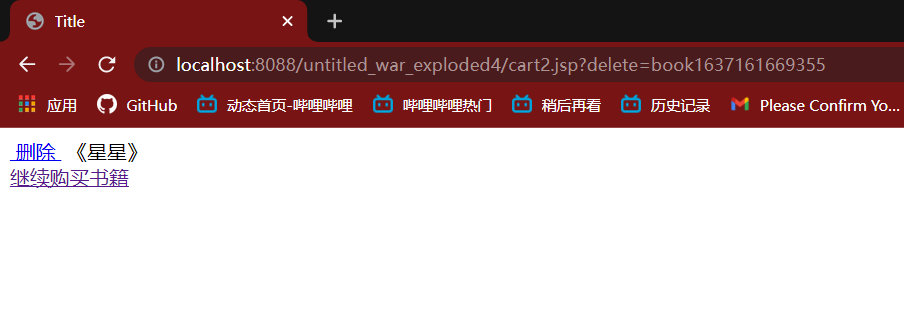 Title
localhost:8088/untitled_war_exploded4/cart2.jsp?delete=book1637161669355
应用 GitHub 动态首页-哔哩哔哩 哔哩哔哩热门 稍后再看 历史记录 Please Confirm Yo...
删除 《星星》
继续购买书籍